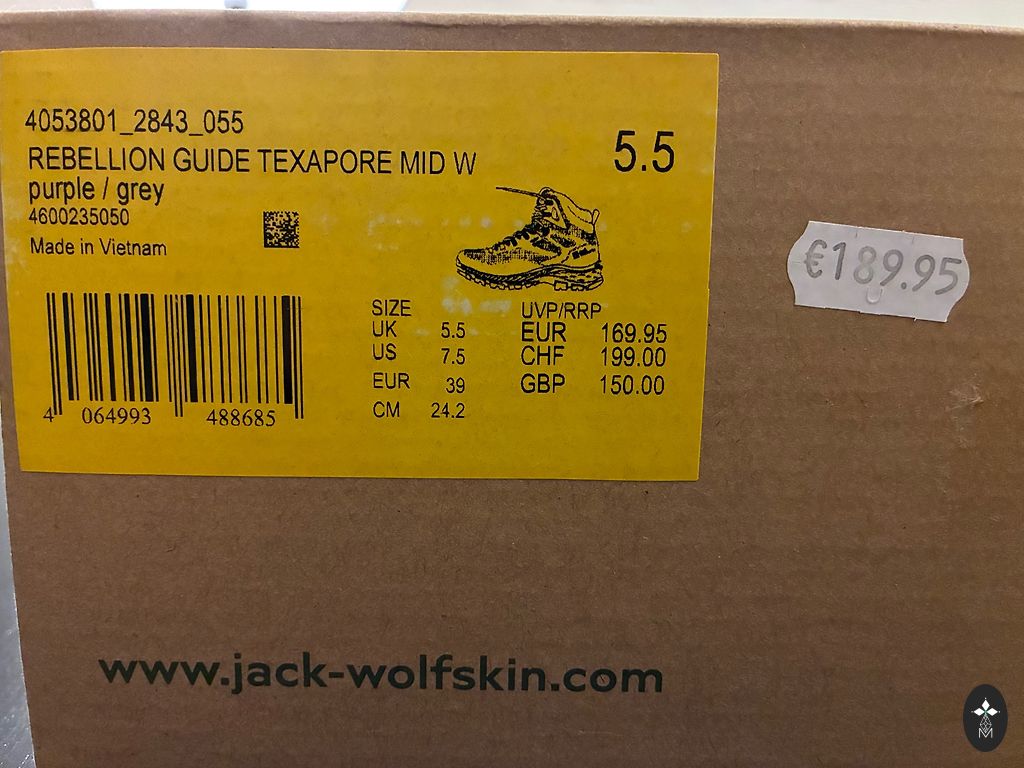 4053801_2843_055
REBELLION GUIDE TEXAPORE MID W
5.5
purple / grey
4600235050
Made in Vietnam
€189.95
SIZE
UK 5.5
US 7.5
EUR 39
CM 24.2
UVP/RRP
EUR 169.95
CHF 199.00
GBP 150.00
4 064993 488685
www.jack-wolfskin.com
M